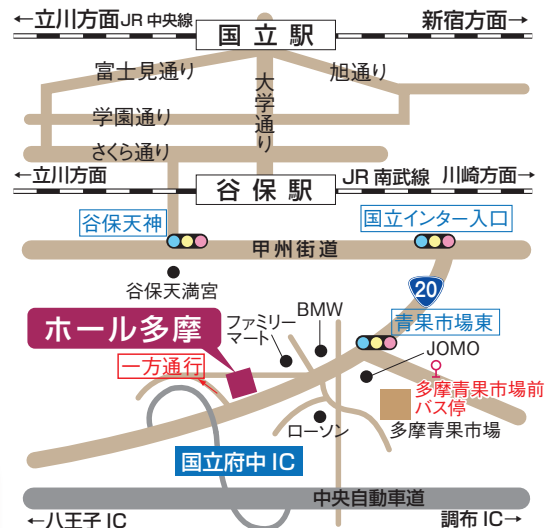 ←立川方面 JR 中央線
新宿方面→
国立駅
富士見通り
旭通り
大学通り
学園通り
さくら通り
←立川方面
谷保駅
JR 南武線
川崎方面→
谷保天神
国立インター入口
甲州街道
谷保天満宮
20
ホール多摩
ファミリー
マート
BMW
青果市場東
JOMO
一方通行
多摩青果市場前
バス停
ローソン
多摩青果市場
国立府中 IC
中央自動車道
←八王子 IC
調布 IC→